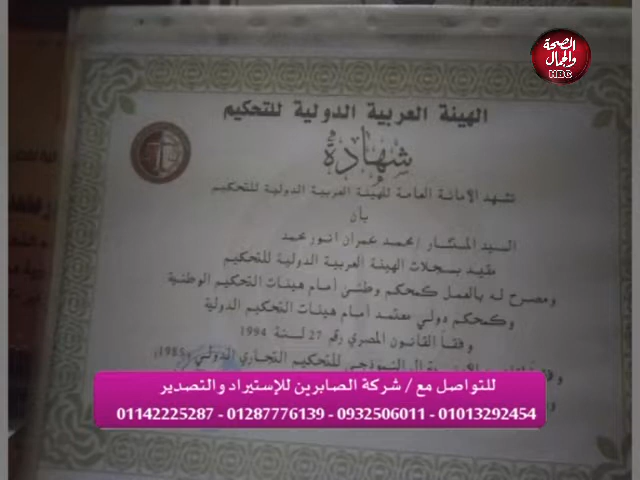 الصحة
والجمال
HBC
الهيئة العربية الدولية للتحكيم
شهادة
تشهد الأمانة العامة للهيئة العربية الدولية للتحكيم
بأن
السيد المستشار / محمد عمران انور محمد
مقيد بسجلات الهيئة العربية الدولية للتحكيم
ومصرح له بالعمل كمحكم وطنى أمام هيئات التحكيم الوطنية
وكمحكم دولي معتمد أمام هيئات التحكيم الدولية
وفقاً القانون المصري رقم 27 لسنة 1994
النموذجي للتحكيم التجاري الدولي 1985
للتواصل مع / شركة الصابرين للإستيراد والتصدير
01142225287 - 01287776139 - 0932506011 - 01013292454